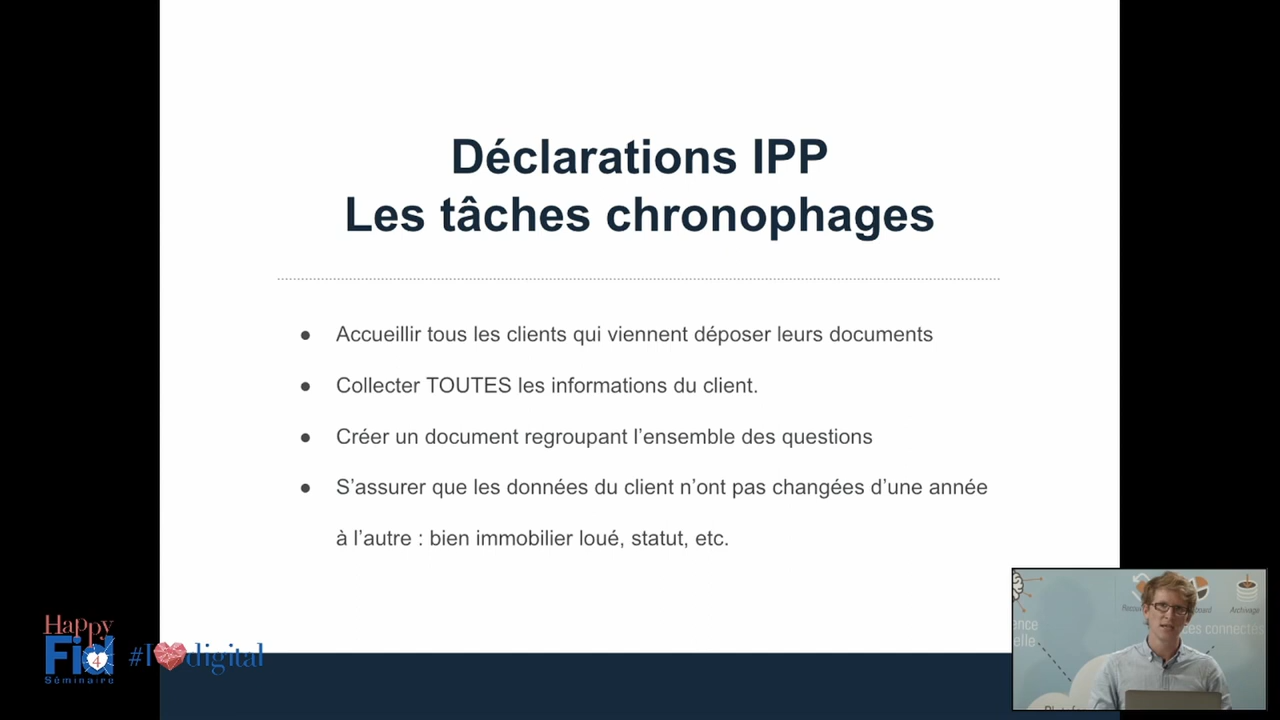 Déclarations IPP
Les tâches chronophages
● Accueillir tous les clients qui viennent déposer leurs documents
● Collecter TOUTES les informations du client.
● Créer un document regroupant l’ensemble des questions
● S’assurer que les données du client n’ont pas changées d’une année
à l’autre : bien immobilier loué, statut, etc.
Happy
Fid
4
Séminaire
#I digital
Archivage